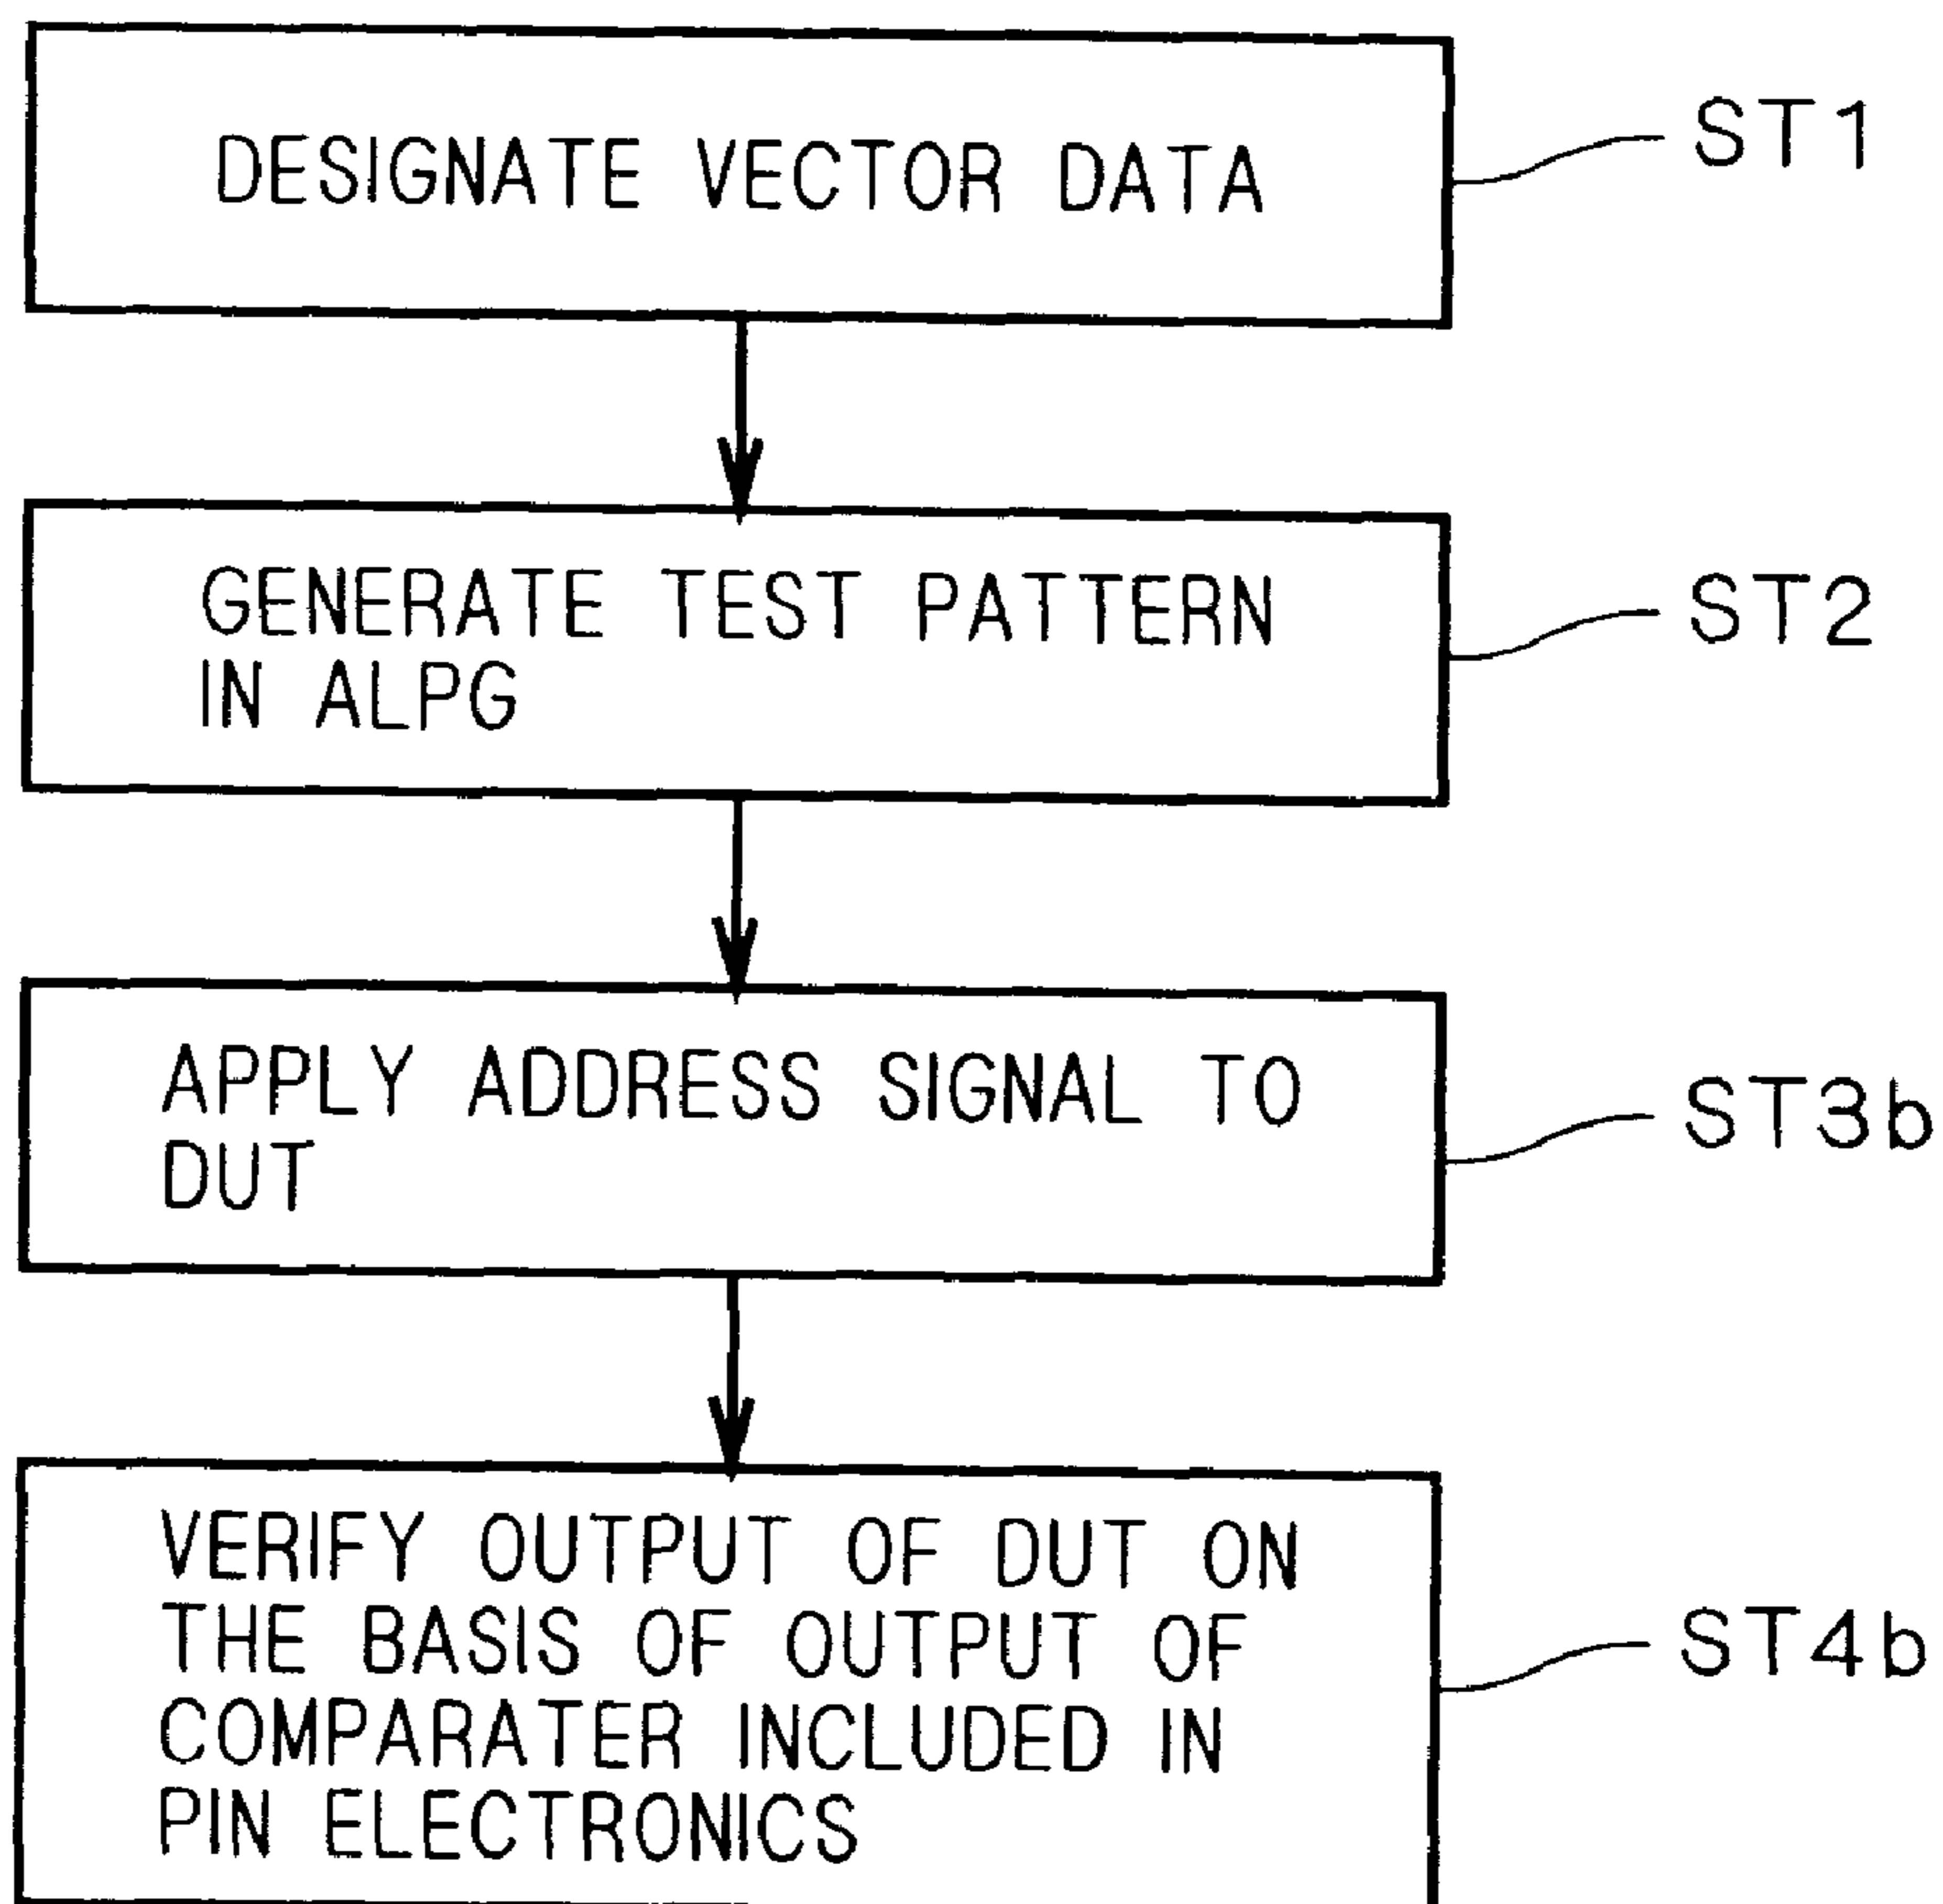 DESIGNATE VECTOR DATA
ST1
GENERATE TEST PATTERN
IN ALPG
ST2
APPLY ADDRESS SIGNAL TO
DUT
ST3b
VERIFY OUTPUT OF DUT ON
THE BASIS OF OUTPUT OF
COMPARATER INCLUDED IN
PIN ELECTRONICS
ST4b